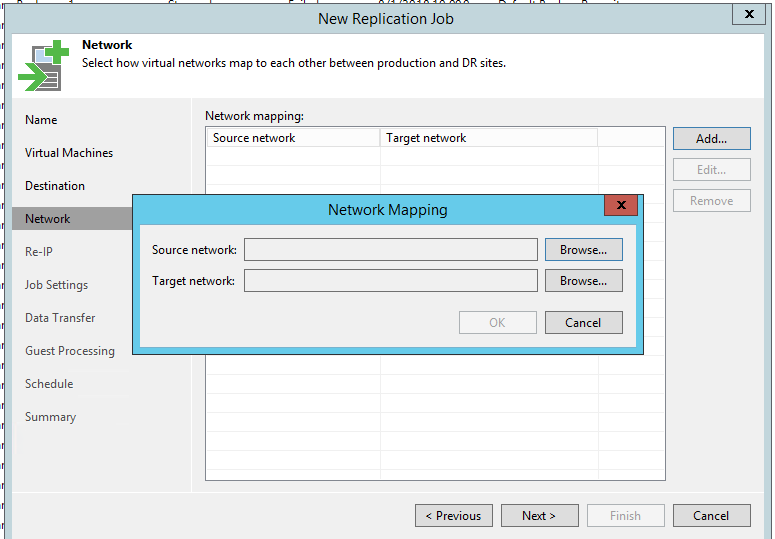 New Replication Job
x
Network
Select how virtual networks map to each other between production and DR sites.
Name
Virtual Machines
Destination
Network
Re-IP
Job Settings
Data Transfer
Guest Processing
Schedule
Summary
Network mapping:
Source network Target network
Add...
Edit...
Remove
Network Mapping
x
Source network: Browse...
Target network: Browse...
OK Cancel
< Previous Next > Finish Cancel